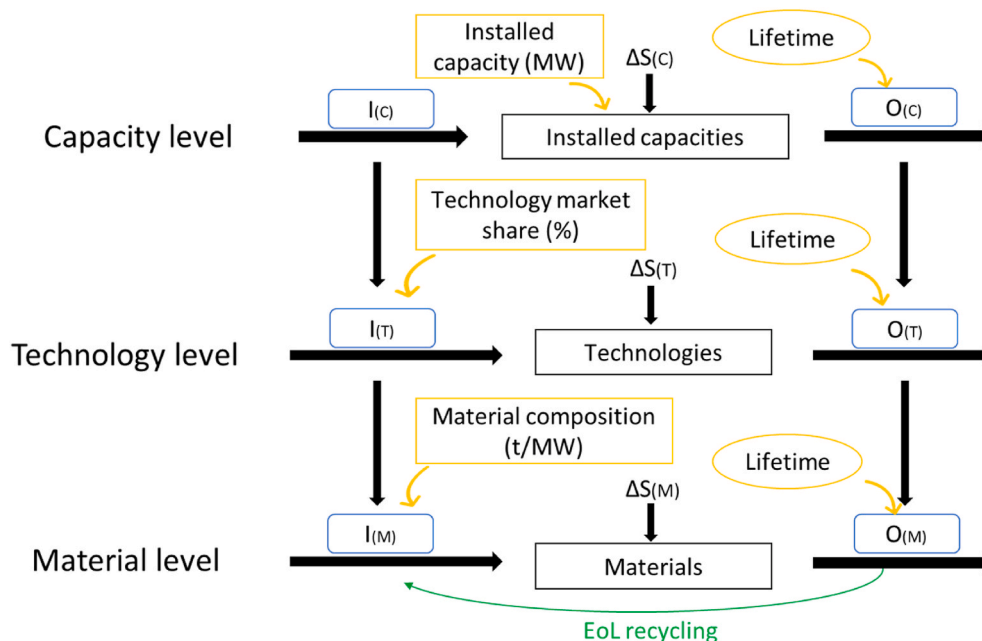 Installed
capacity (MW)
Lifetime
ΔS(C)
I(C)
O(C)
Capacity level
Installed capacities
Technology market
share (%)
Lifetime
ΔS(T)
I(T)
O(T)
Technology level
Technologies
Material composition
(t/MW)
Lifetime
ΔS(M)
I(M)
O(M)
Material level
Materials
EoL recycling